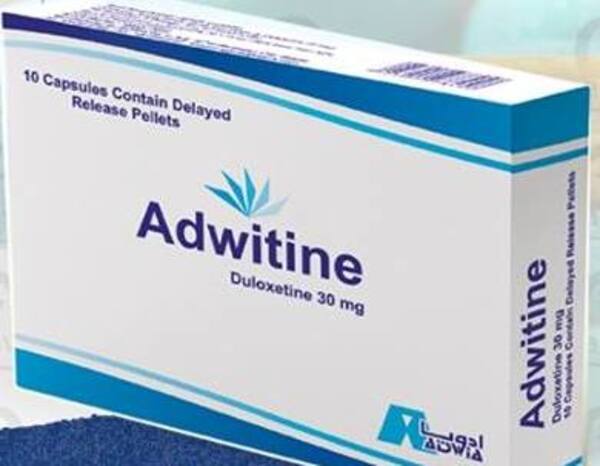 10 Capsules Contain Delayed
Release Pellets
Adwitine
Duloxetine 30 mg
ادويا
ADWIA
Adwitine
Duloxetine 30 mg
10 Capsules Contain Delayed Release Pellets